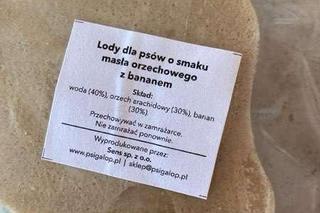 Lody dla psów o smaku
masła orzechowego
z bananem
Skład:
woda (40%), orzech arachidowy (30%), banan
(30%)
Przechowywać w zamrażarce.
Nie zamrażać ponownie.
Wyprodukowane przez:
Sens sp. z o.o.
www.psigalop.pl | sklep@psigalop.pl